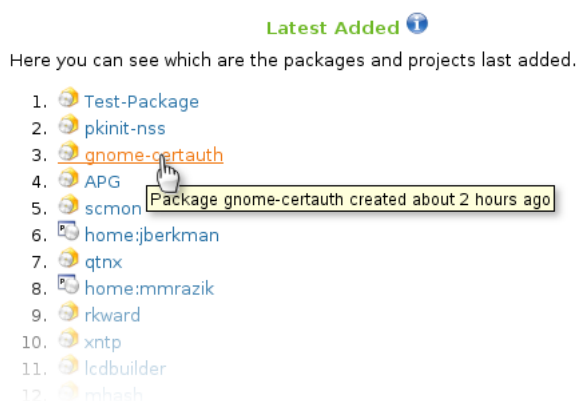 Latest Added
Here you can see which are the packages and projects last added.
1. Test-Package
2. pkinit-nss
3. gnome-certauth
4. APG
Package gnome-certauth created about 2 hours ago
5. scmon
6. home:jberkman
7. qtnx
8. home:mmrazik
9. rkward
10. xntp
11. lcdbuilder
12. mhash